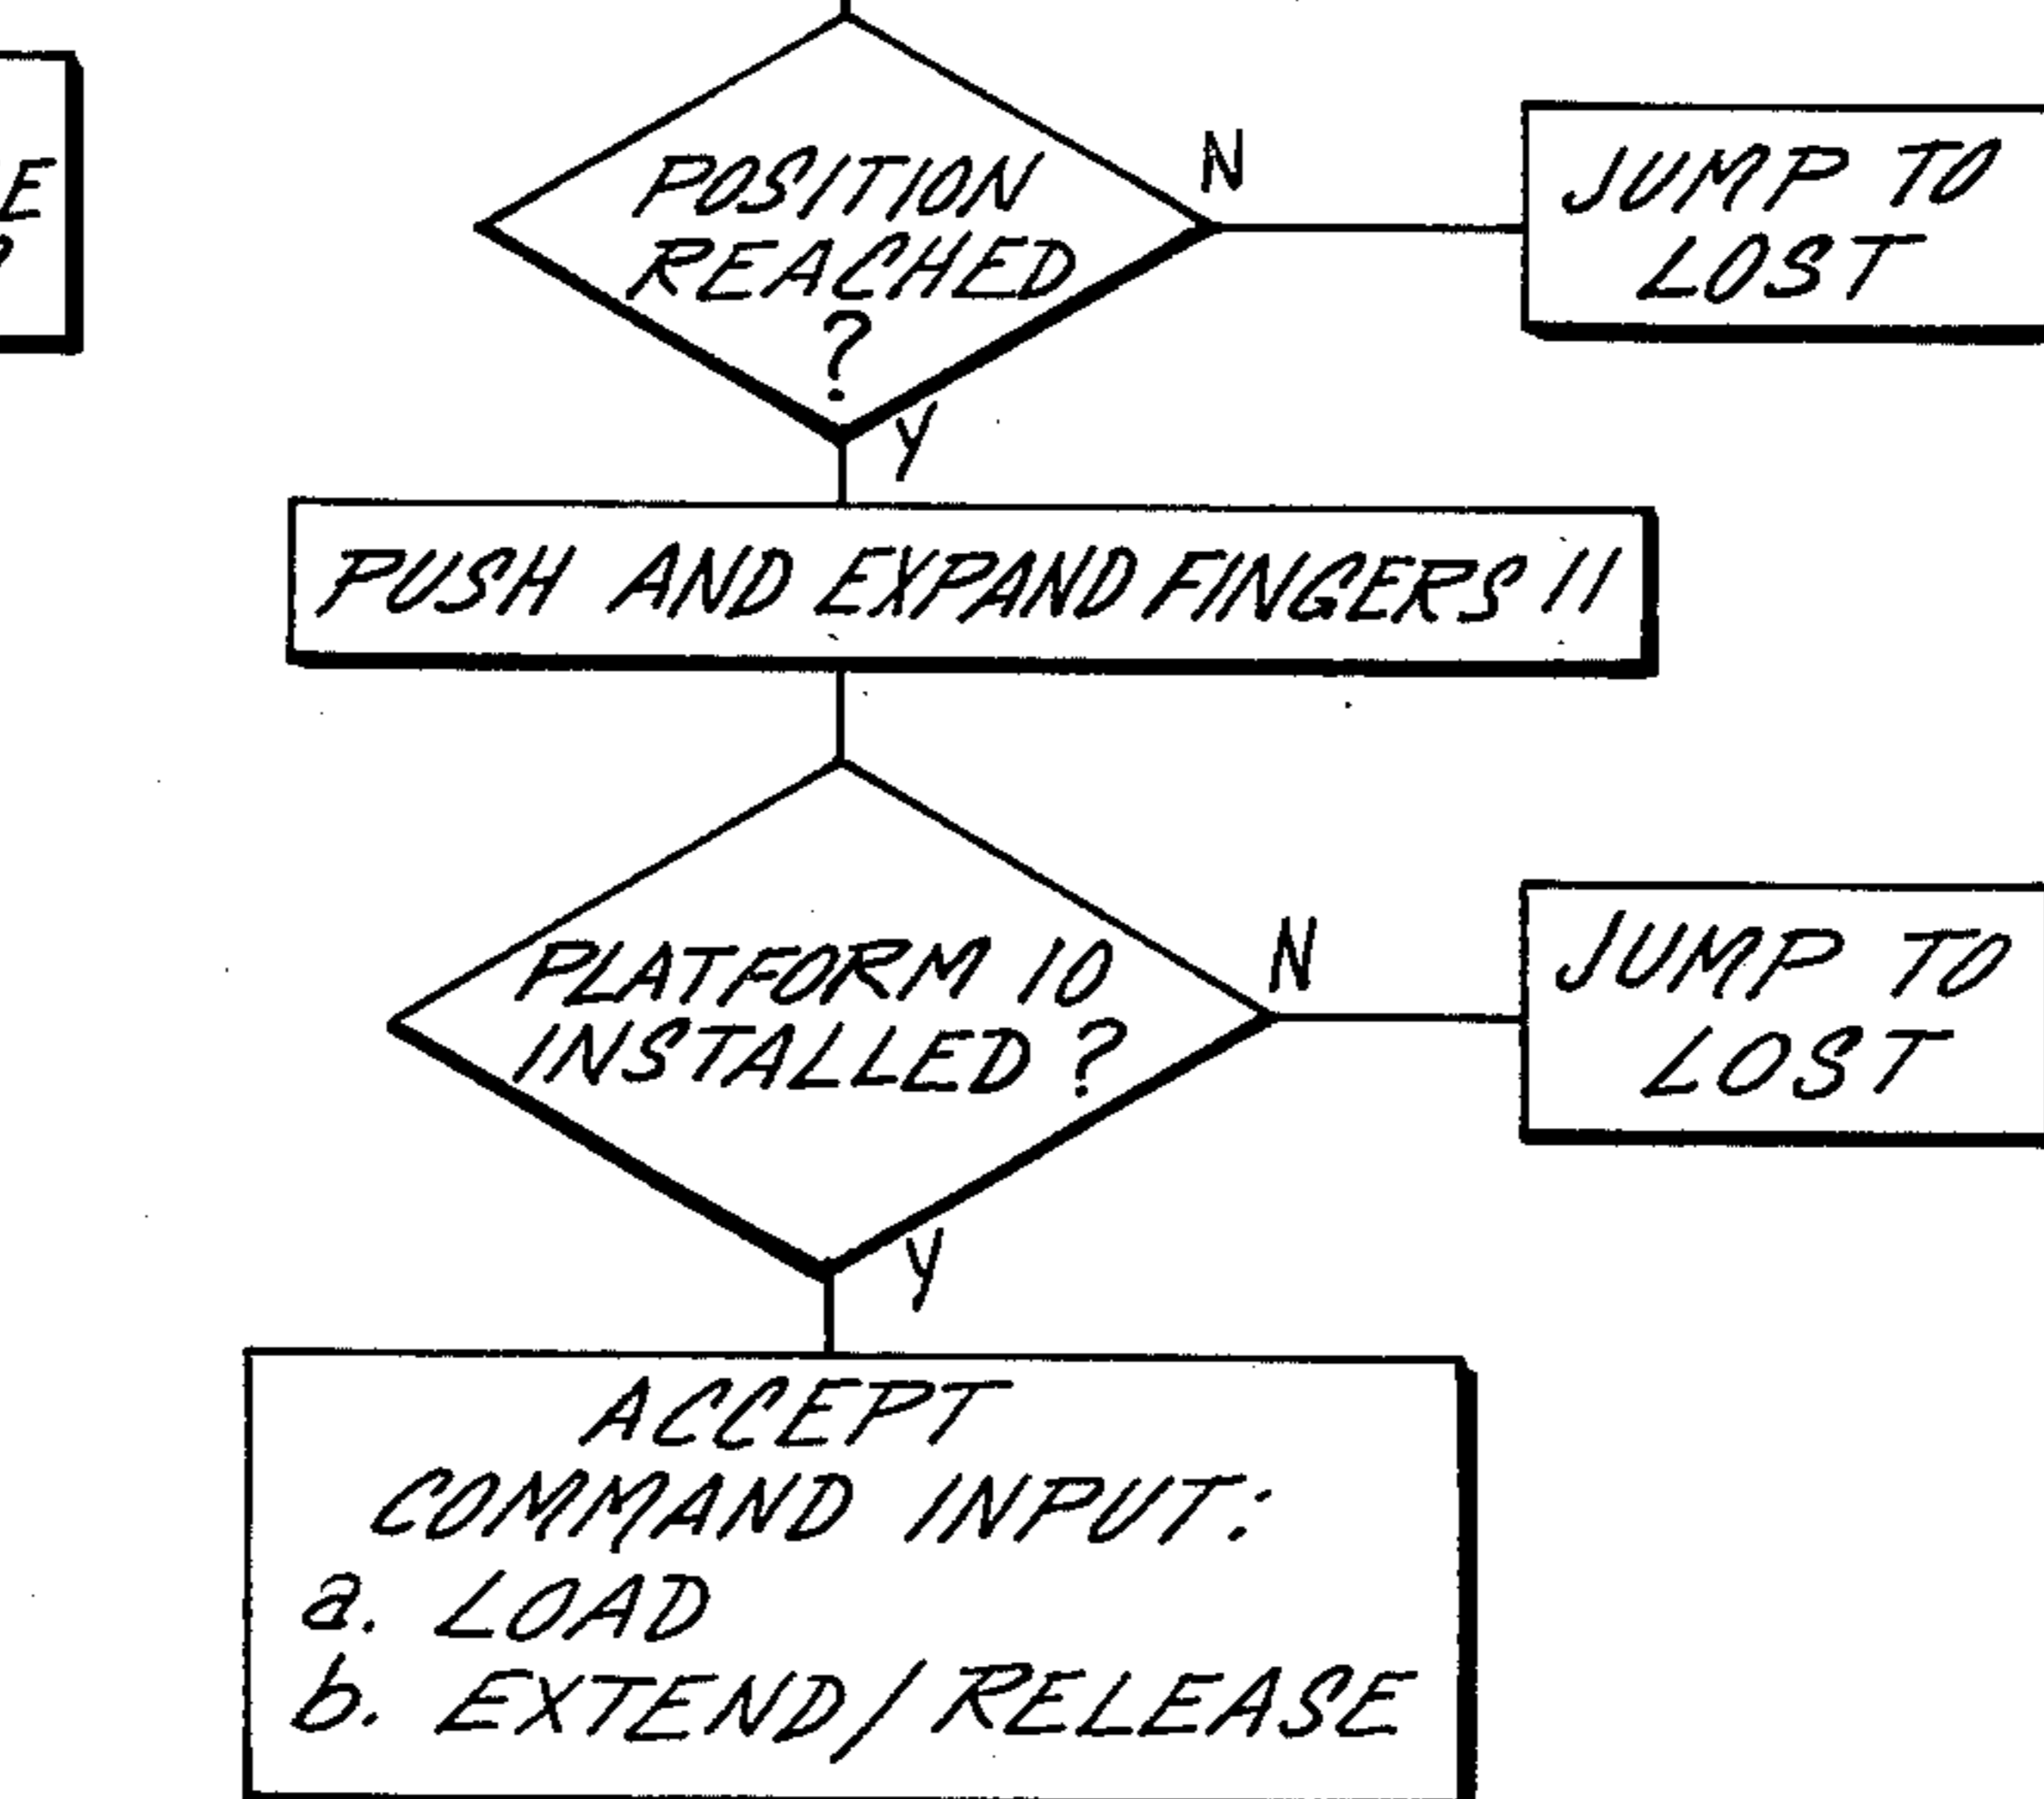 E
POSITION
REACHED
?
N
JUMP TO
LOST
Y
PUSH AND EXPAND FINGERS 11
PLATFORM 10
INSTALLED ?
N
JUMP TO
LOST
Y
ACCEPT
COMMAND INPUT:
a. LOAD
b. EXTEND/RELEASE